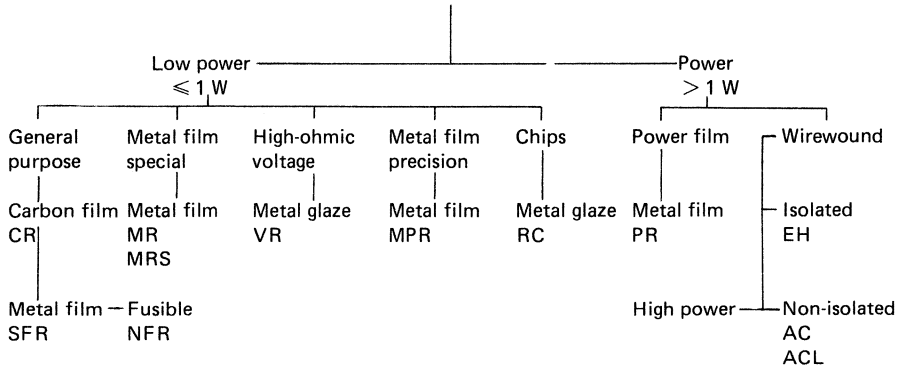 Low power
⩽ 1 W
Power
> 1 W
General
purpose
Metal film
special
High-ohmic
voltage
Metal film
precision
Chips
Power film
Wirewound
Carbon film
CR
Metal film
MR
MRS
Metal glaze
VR
Metal film
MPR
Metal glaze
RC
Metal film
PR
Isolated
EH
Metal film
SFR
Fusible
NFR
High power
Non-isolated
AC
ACL